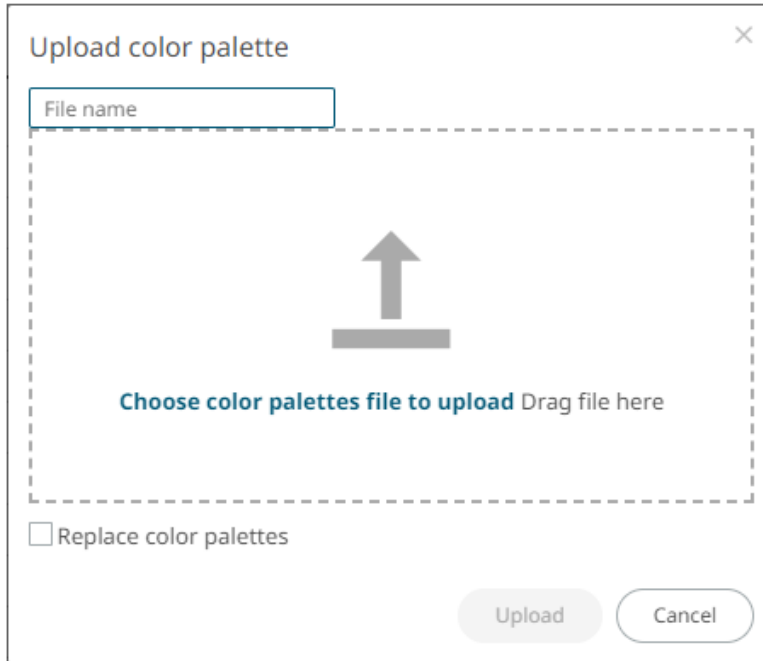 Upload color palette
File name
Choose color palettes file to upload Drag file here
Replace color palettes
Upload Cancel